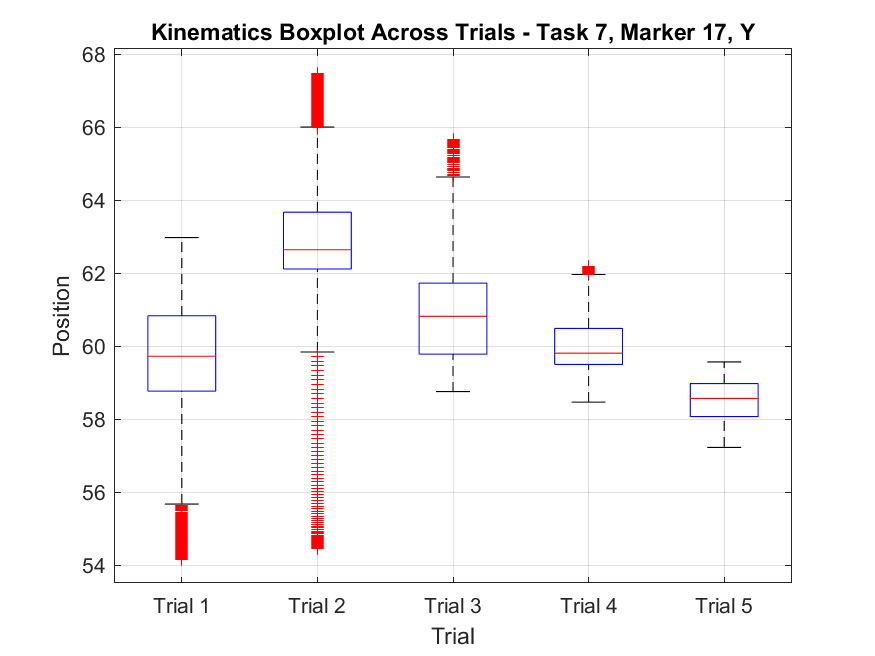 Kinematics Boxplot Across Trials - Task 7, Marker 17, Y
68
66
64
62
60
58
56
54
Position
Trial 1 Trial 2 Trial 3 Trial 4 Trial 5
Trial